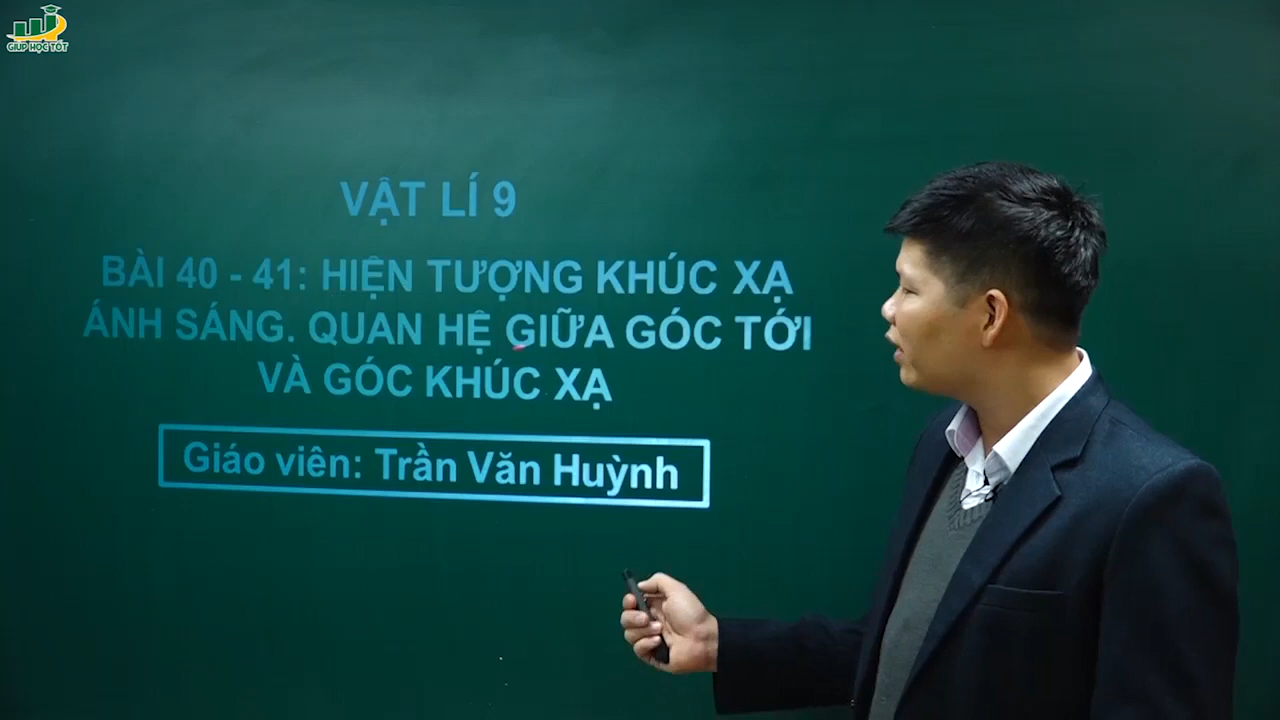 GIÚP HỌC TỐT
VẬT LÍ 9
BÀI 40 - 41: HIỆN TƯỢNG KHÚC XẠ
ÁNH SÁNG. QUAN HỆ GIỮA GÓC TỚI
VÀ GÓC KHÚC XẠ
Giáo viên: Trần Văn Huỳnh